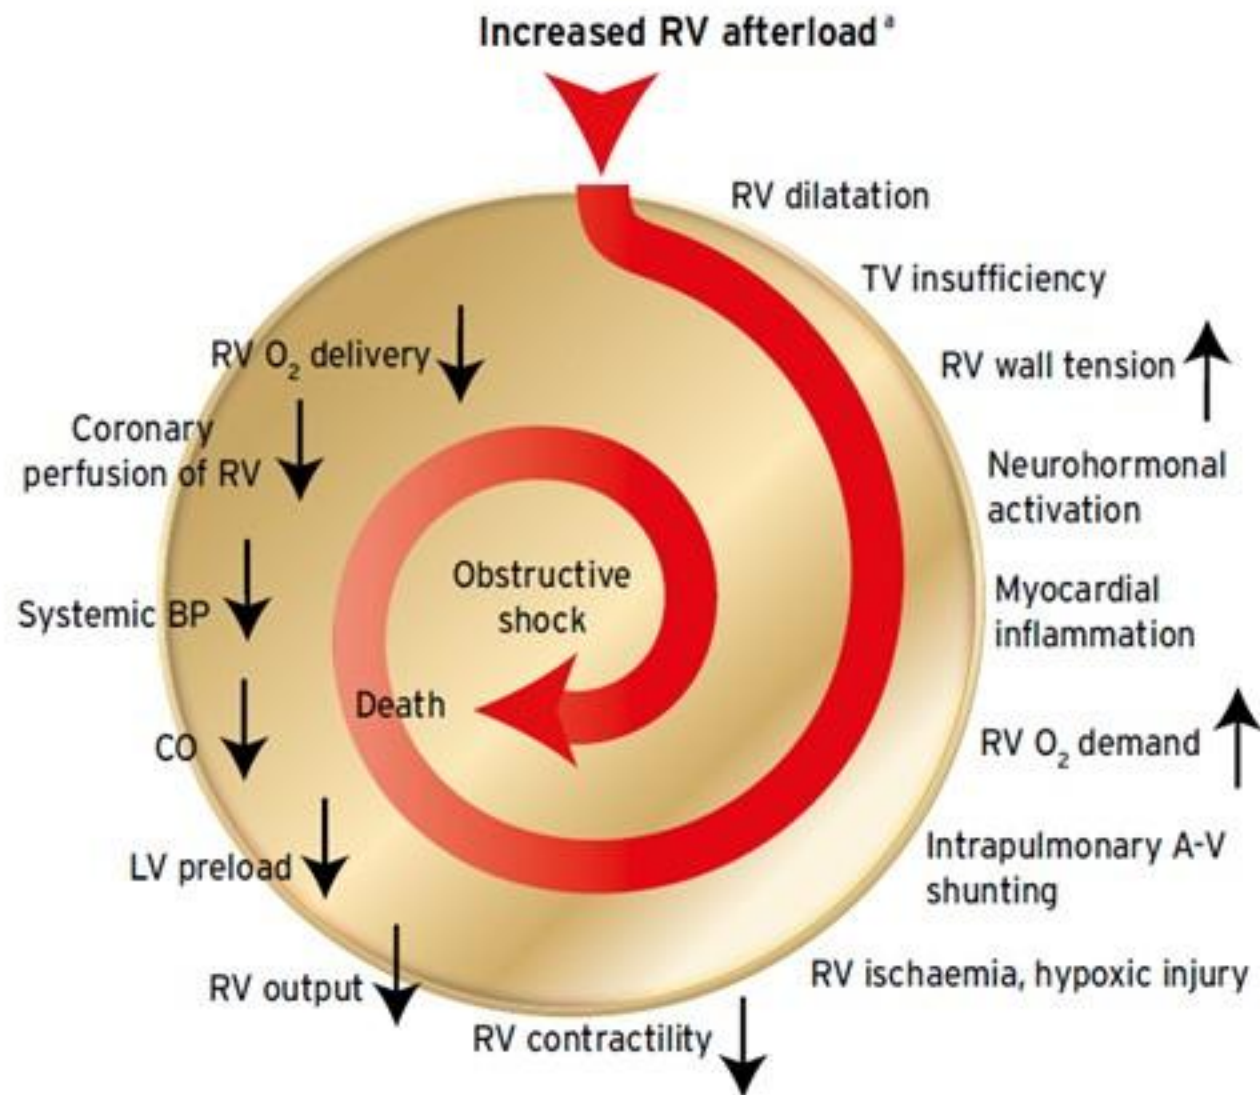 Increased RV afterload a
RV dilatation
TV insufficiency
RV wall tension
Neurohormonal
activation
Myocardial
inflammation
RV O2 demand
Intrapulmonary A-V
shunting
RV ischaemia, hypoxic injury
RV contractility
RV output
LV preload
CO
Systemic BP
Coronary
perfusion of RV
RV O2 delivery
Obstructive
shock
Death